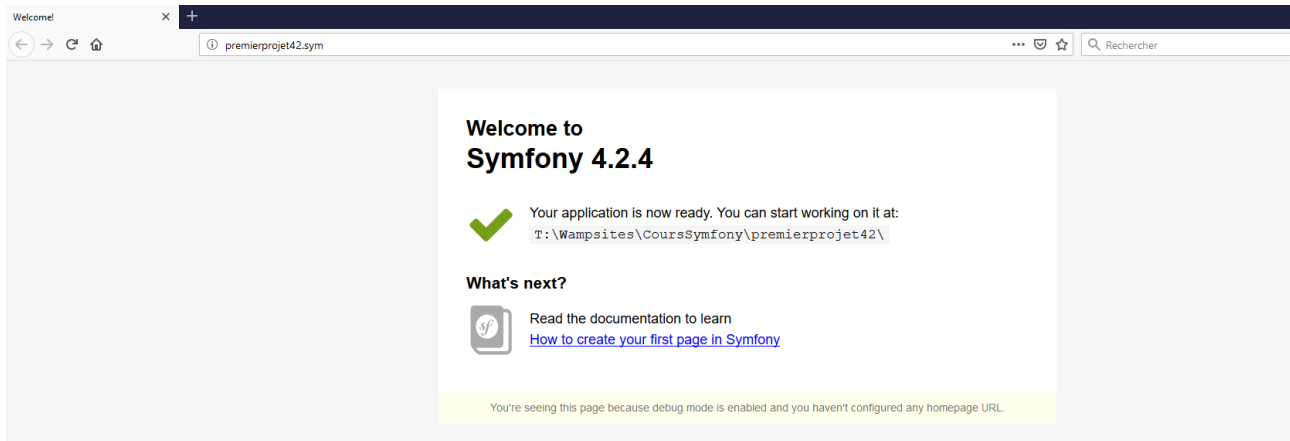 Welcome!
premierprojet42.sym
Rechercher
Welcome to
Symfony 4.2.4
Your application is now ready. You can start working on it at:
T:\Wampsites\CoursSymfony\premierprojet42\
What's next?
sf
Read the documentation to learn
How to create your first page in Symfony
You're seeing this page because debug mode is enabled and you haven't configured any homepage URL.